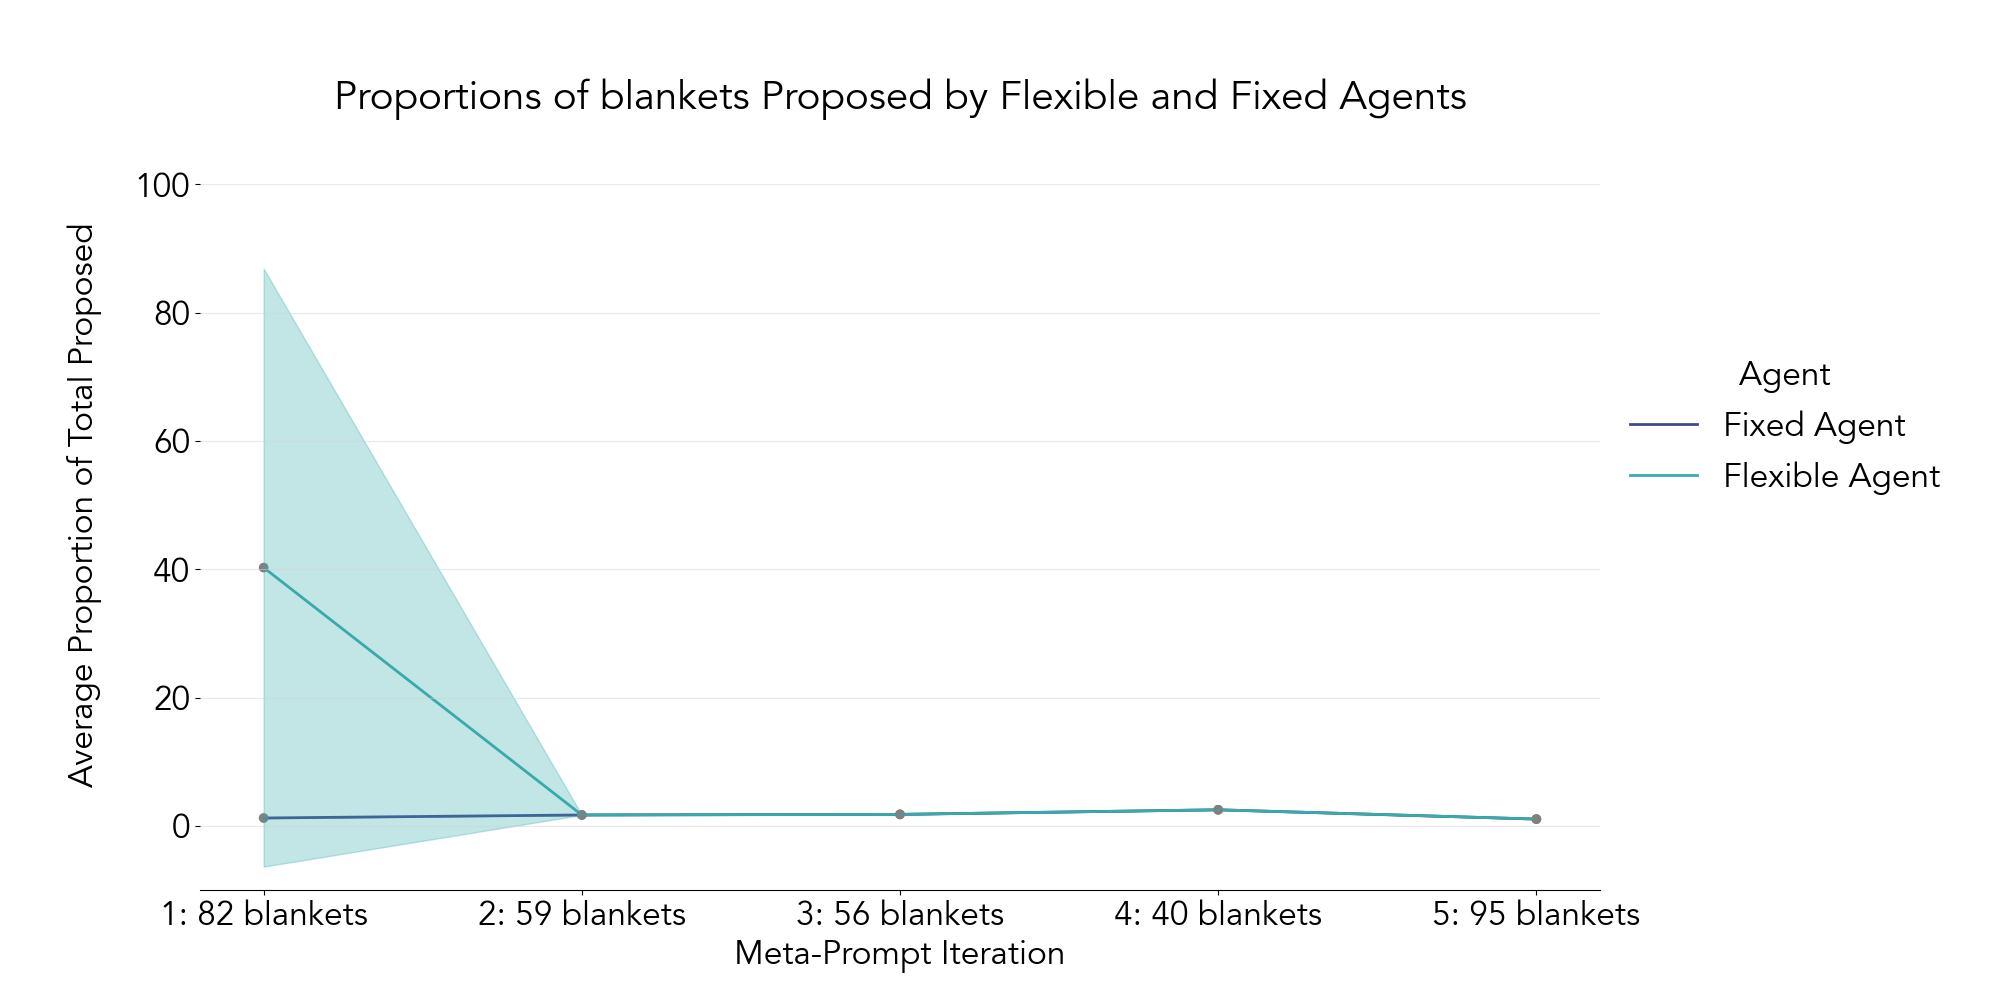 Proportions of blankets Proposed by Flexible and Fixed Agents
Average Proportion of Total Proposed
100
80
60
40
20
0
1: 82 blankets
2: 59 blankets
3: 56 blankets
4: 40 blankets
5: 95 blankets
Meta-Prompt Iteration
Agent
Fixed Agent
Flexible Agent